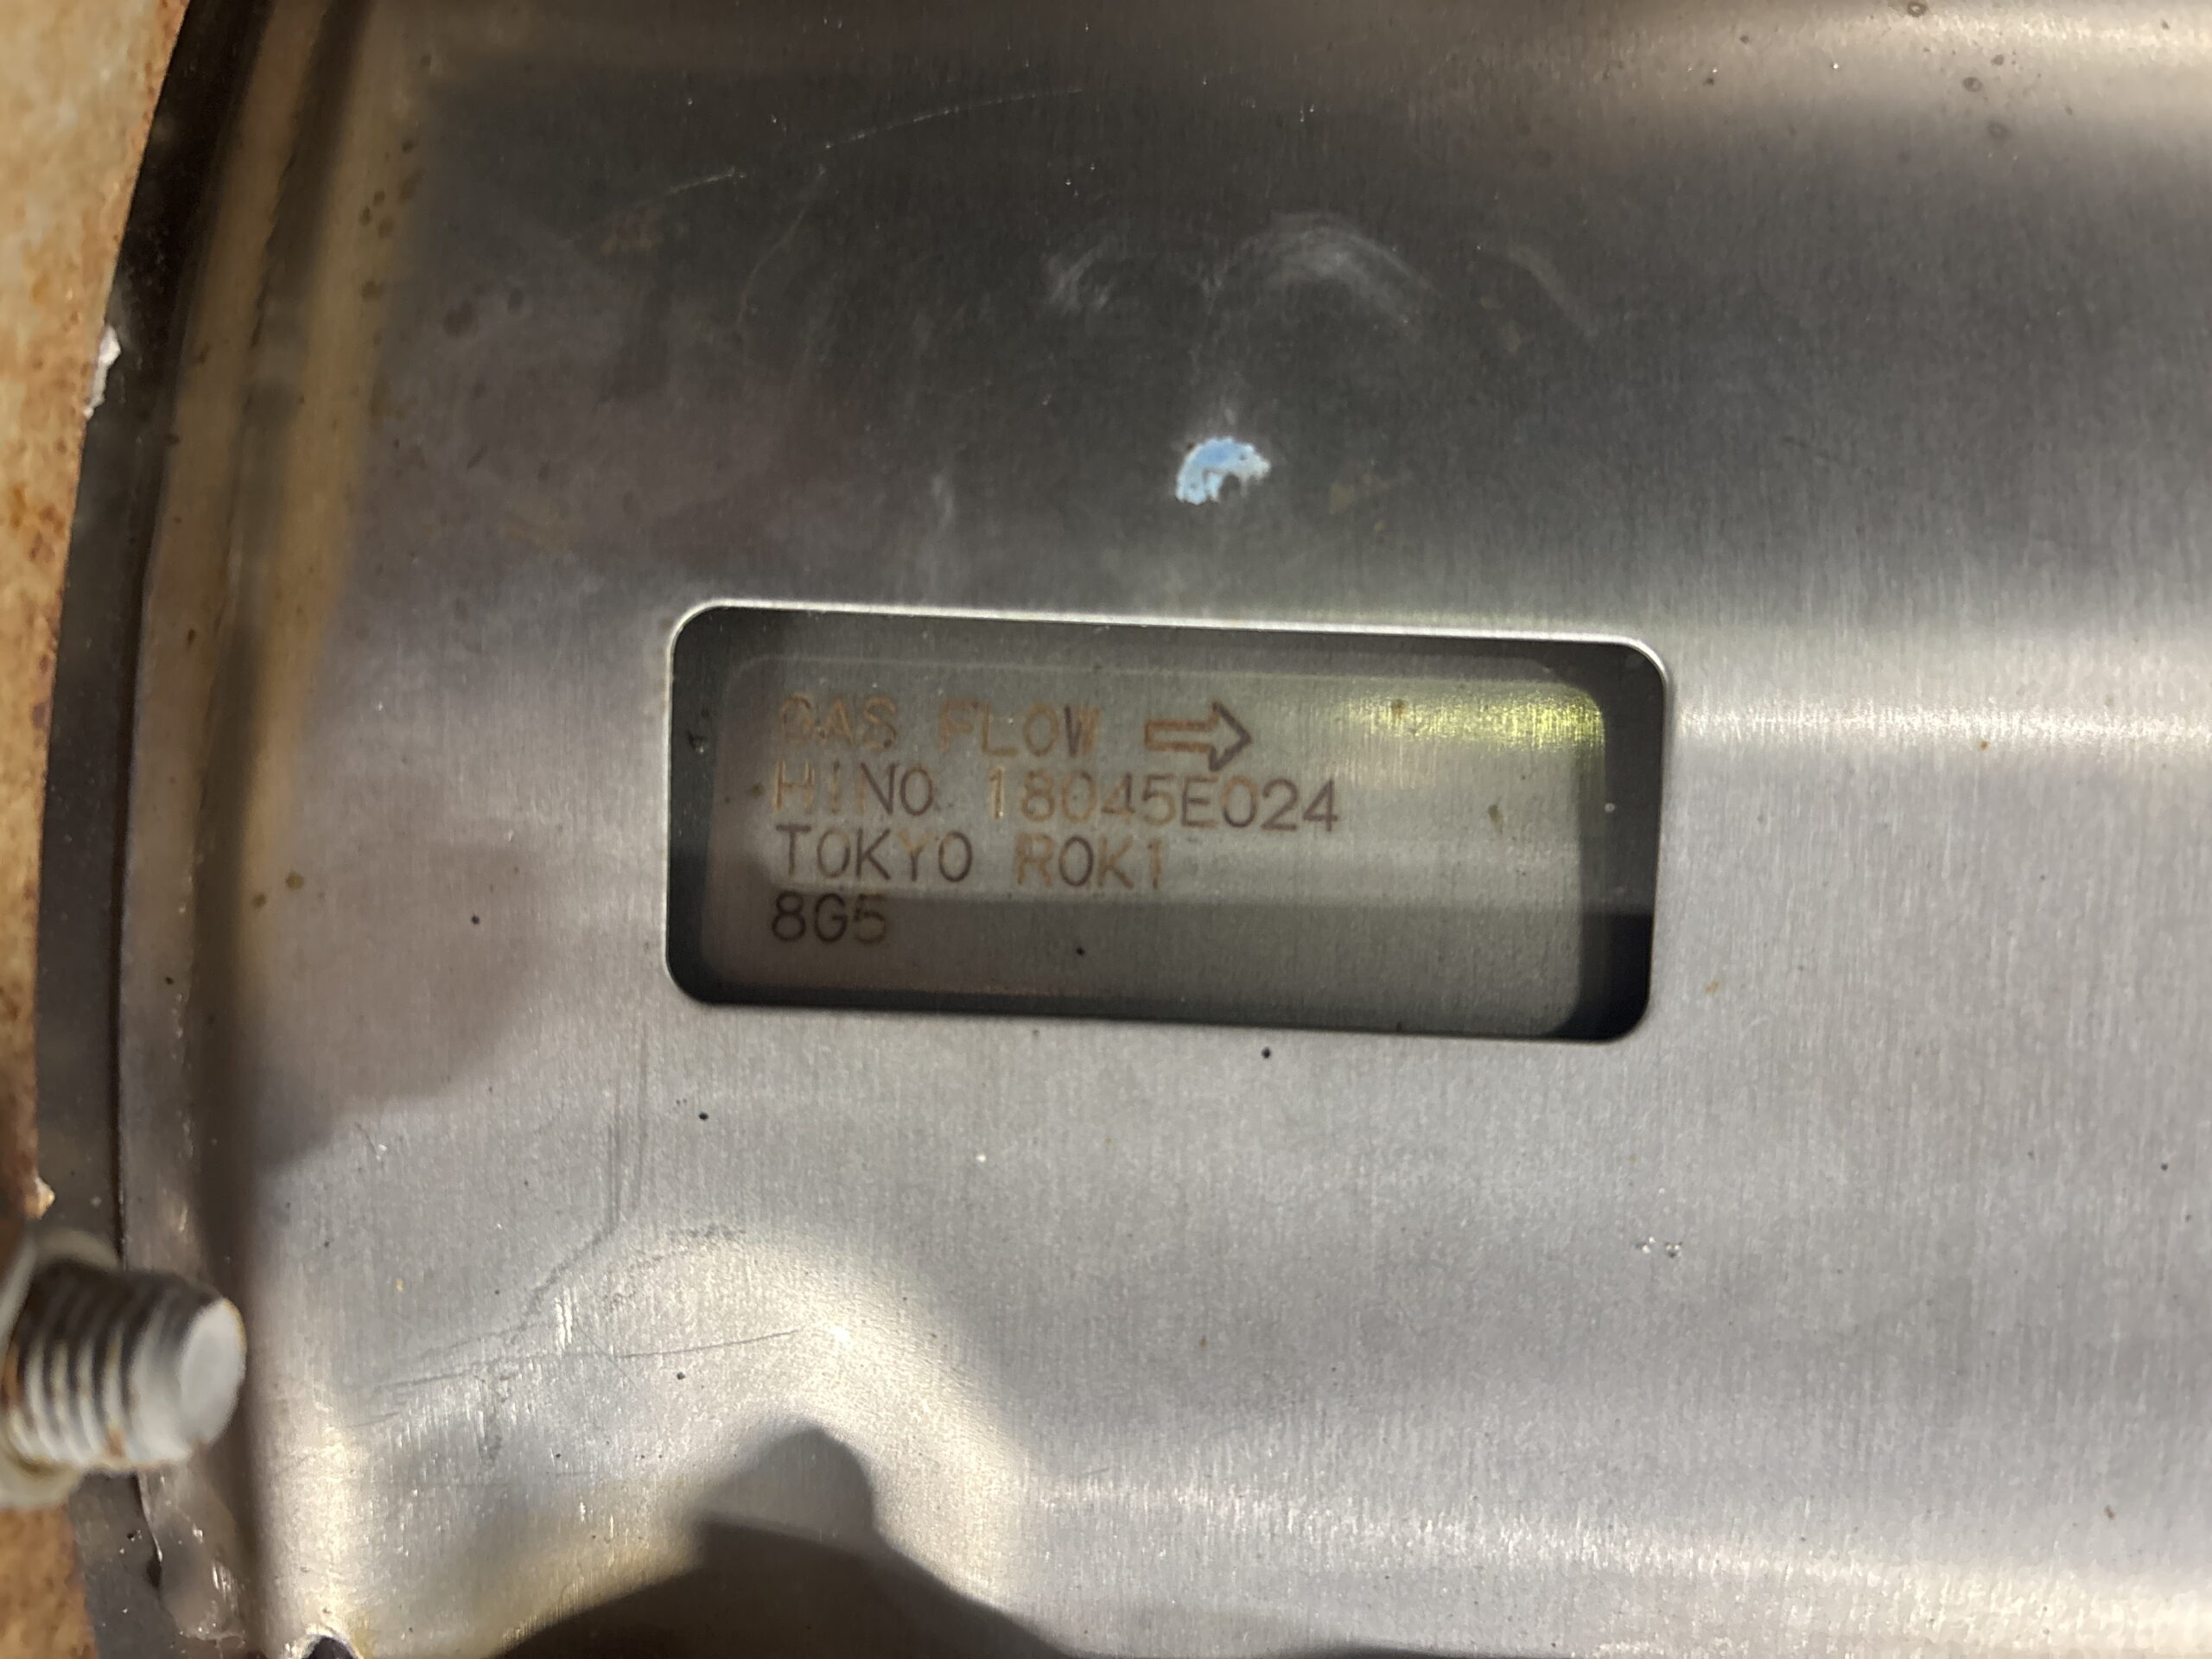 GAS FLOW ⇒
HINO 18045E024
TOKYO ROKI
8G5